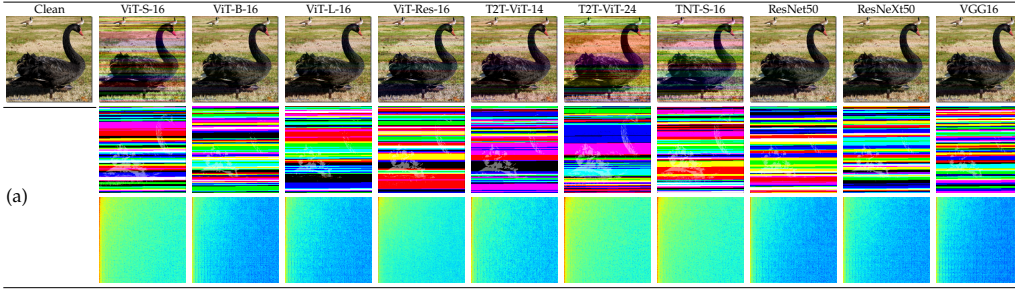 Clean ViT-S-16 ViT-B-16 ViT-L-16 ViT-Res-16 T2T-ViT-14 T2T-ViT-24 TNT-S-16 ResNet50 ResNeXt50 VGG16
(a)